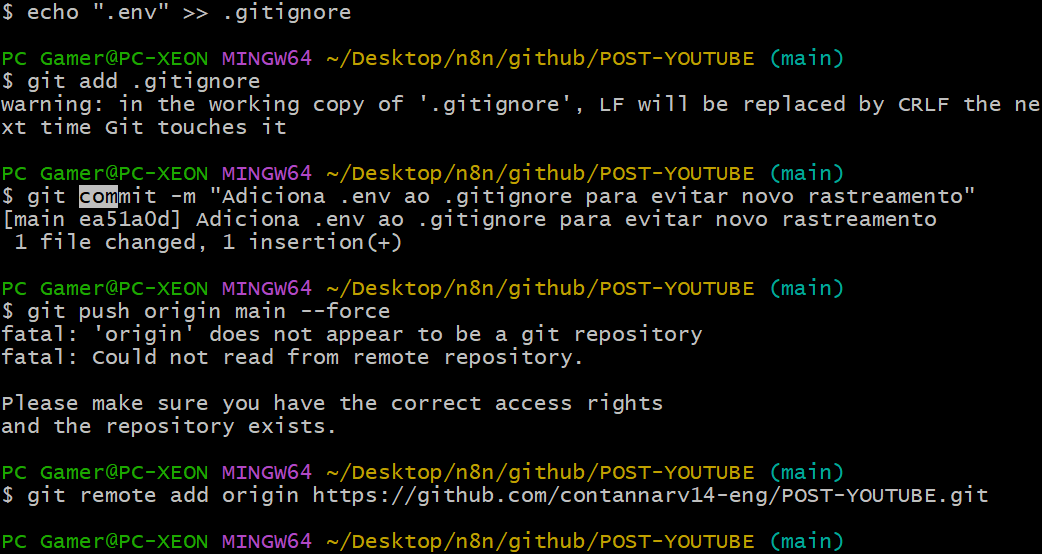 $ echo ".env" >> .gitignore
PC Gamer@PC-XEON MINGW64 ~/Desktop/n8n/github/POST-YOUTUBE (main)
$ git add .gitignore
warning: in the working copy of '.gitignore', LF will be replaced by CRLF the ne
xt time Git touches it
PC Gamer@PC-XEON MINGW64 ~/Desktop/n8n/github/POST-YOUTUBE (main)
$ git commit -m "Adiciona .env ao .gitignore para evitar novo rastreamento"
[main ea51a0d] Adiciona .env ao .gitignore para evitar novo rastreamento
 1 file changed, 1 insertion(+)
PC Gamer@PC-XEON MINGW64 ~/Desktop/n8n/github/POST-YOUTUBE (main)
$ git push origin main --force
fatal: 'origin' does not appear to be a git repository
fatal: Could not read from remote repository.
Please make sure you have the correct access rights
and the repository exists.
PC Gamer@PC-XEON MINGW64 ~/Desktop/n8n/github/POST-YOUTUBE (main)
$ git remote add origin https://github.com/contannarv14-eng/POST-YOUTUBE.git
PC Gamer@PC-XEON MINGW64 ~/Desktop/n8n/github/POST-YOUTUBE (main)